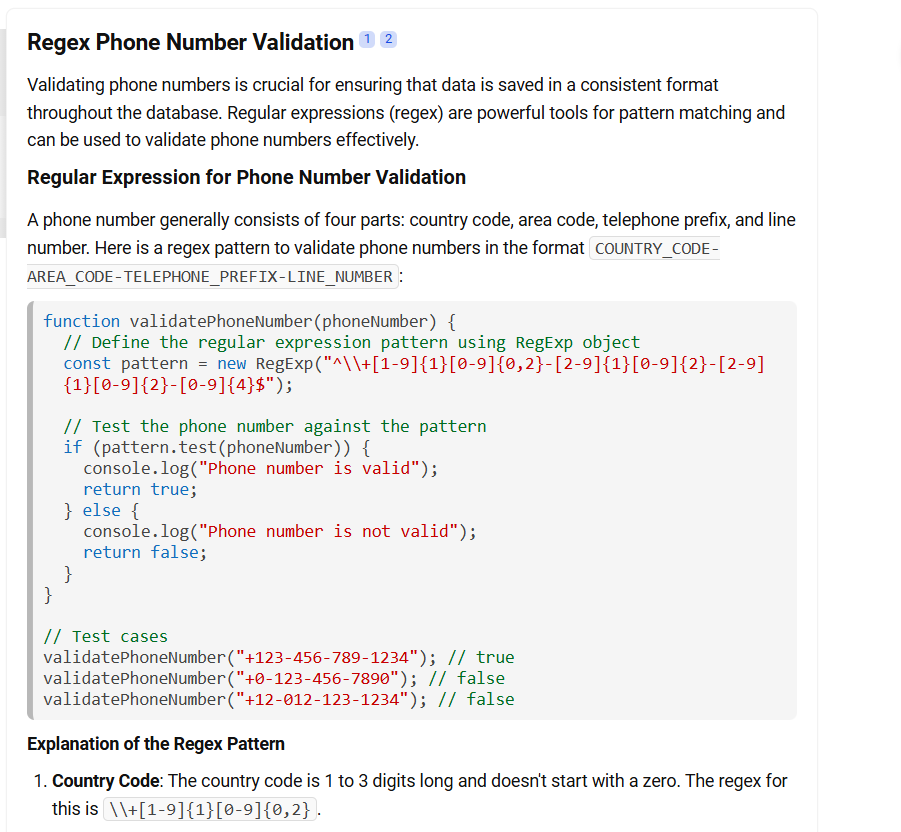 Regex Phone Number Validation 1 2
Validating phone numbers is crucial for ensuring that data is saved in a consistent format
throughout the database. Regular expressions (regex) are powerful tools for pattern matching and
can be used to validate phone numbers effectively.
Regular Expression for Phone Number Validation
A phone number generally consists of four parts: country code, area code, telephone prefix, and line
number. Here is a regex pattern to validate phone numbers in the format COUNTRY_CODE-
AREA_CODE-TELEPHONE_PREFIX-LINE_NUMBER:
function validatePhoneNumber(phoneNumber) {
  // Define the regular expression pattern using RegExp object
  const pattern = new RegExp("^\\+[1-9]{1}[0-9]{0,2}-[2-9]{1}[0-9]{2}-[2-9]
  {1}[0-9]{2}-[0-9]{4}$");
  // Test the phone number against the pattern
  if (pattern.test(phoneNumber)) {
    console.log("Phone number is valid");
    return true;
  } else {
    console.log("Phone number is not valid");
    return false;
  }
}
// Test cases
validatePhoneNumber("+123-456-789-1234"); // true
validatePhoneNumber("+0-123-456-7890"); // false
validatePhoneNumber("+12-012-123-1234"); // false
Explanation of the Regex Pattern
1. Country Code: The country code is 1 to 3 digits long and doesn't start with a zero. The regex for
this is \\+[1-9]{1}[0-9]{0,2}.